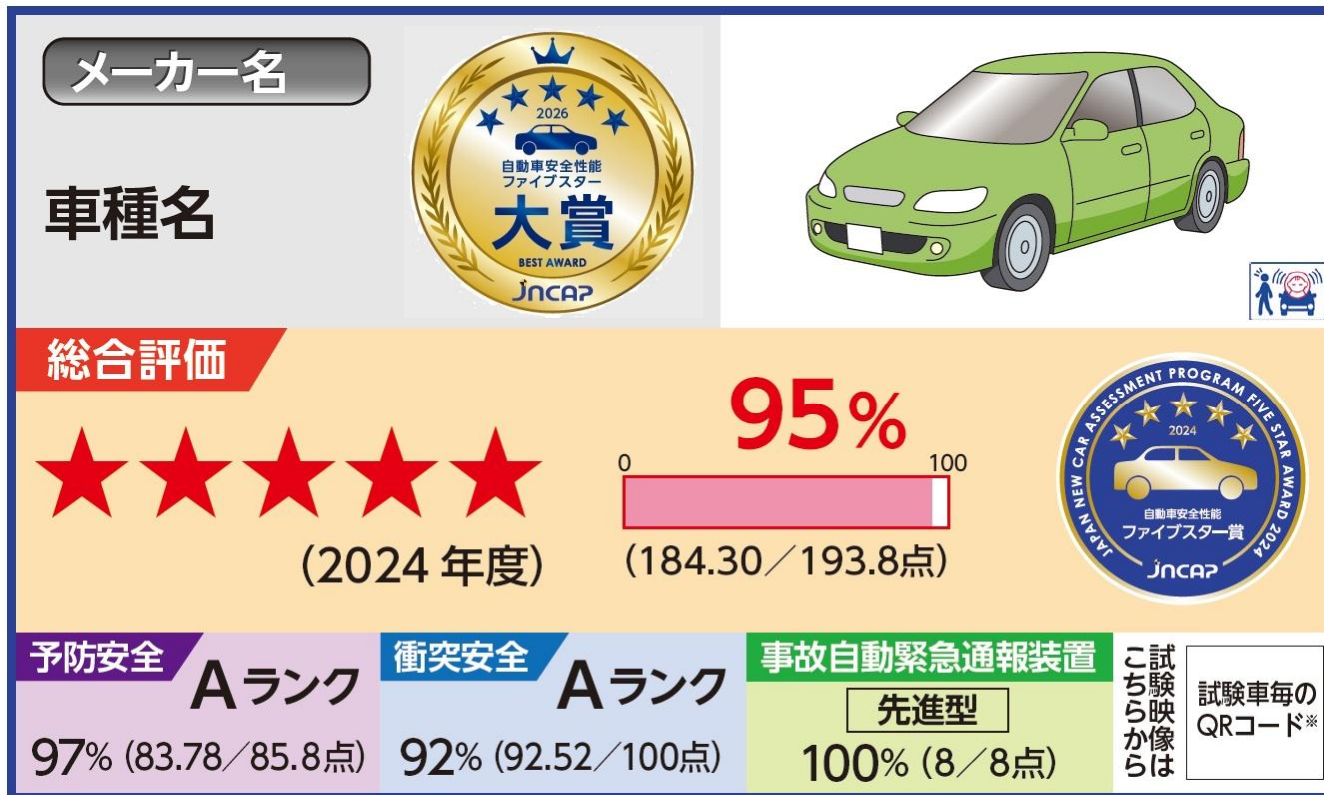 メーカー名
車種名
2026
自動車安全性能
ファイブスター
大賞
BEST AWARD
JNCAP
総合評価
(2024年度)
95%
0 100
(184.30/193.8点)
JAPAN NEW CAR ASSESSMENT PROGRAM FIVE STAR AWARD 2024
2024
自動車安全性能
ファイブスター賞
JNCAP
予防安全
Aランク
97% (83.78/85.8点)
衝突安全
Aランク
92% (92.52/100点)
事故自動緊急通報装置
先進型
100% (8/8点)
試験映像は
こちらから
試験車毎の
QRコード※